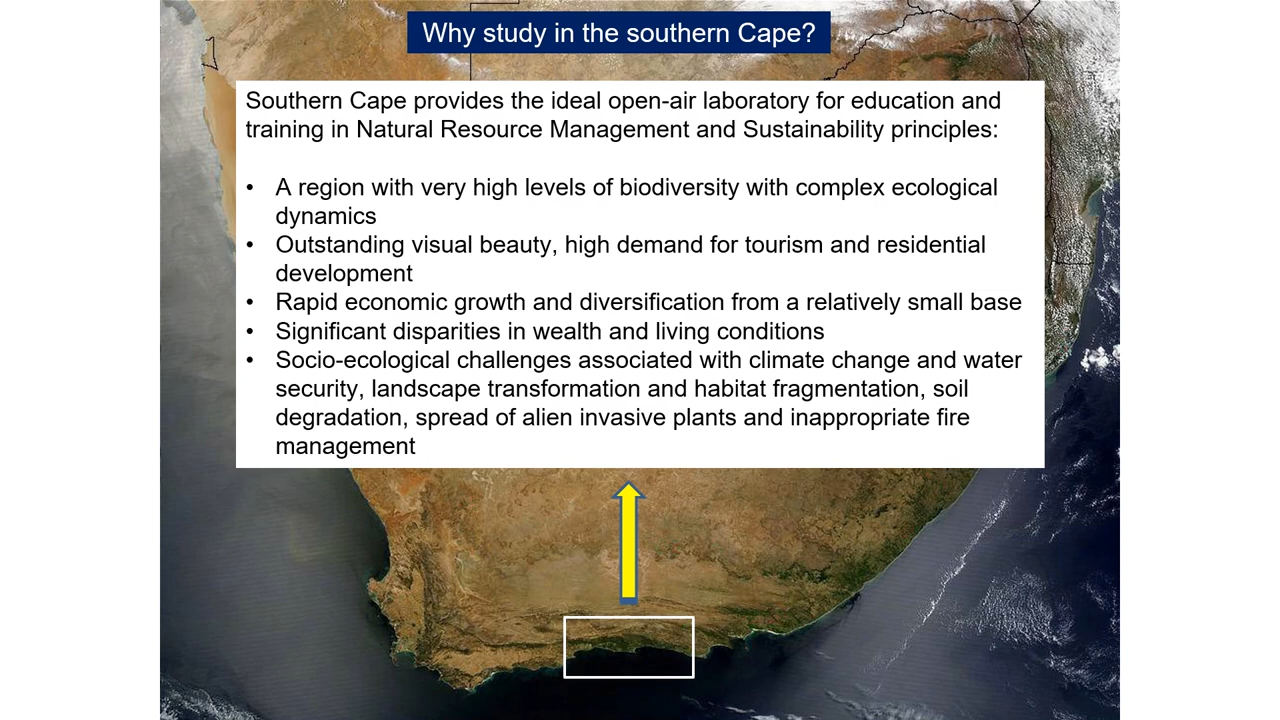 Why study in the southern Cape?
Southern Cape provides the ideal open-air laboratory for education and
training in Natural Resource Management and Sustainability principles:
• A region with very high levels of biodiversity with complex ecological
dynamics
• Outstanding visual beauty, high demand for tourism and residential
development
• Rapid economic growth and diversification from a relatively small base
• Significant disparities in wealth and living conditions
• Socio-ecological challenges associated with climate change and water
security, landscape transformation and habitat fragmentation, soil
degradation, spread of alien invasive plants and inappropriate fire
management